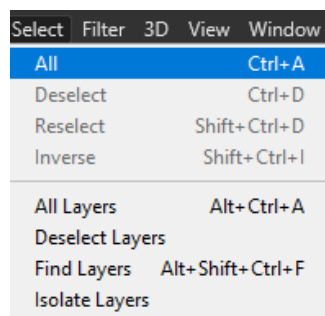 Select Filter 3D View Window
All Ctrl+A
Deselect Ctrl+D
Reselect Shift+Ctrl+D
Inverse Shift+Ctrl+I
All Layers Alt+Ctrl+A
Deselect Layers
Find Layers Alt+Shift+Ctrl+F
Isolate Layers